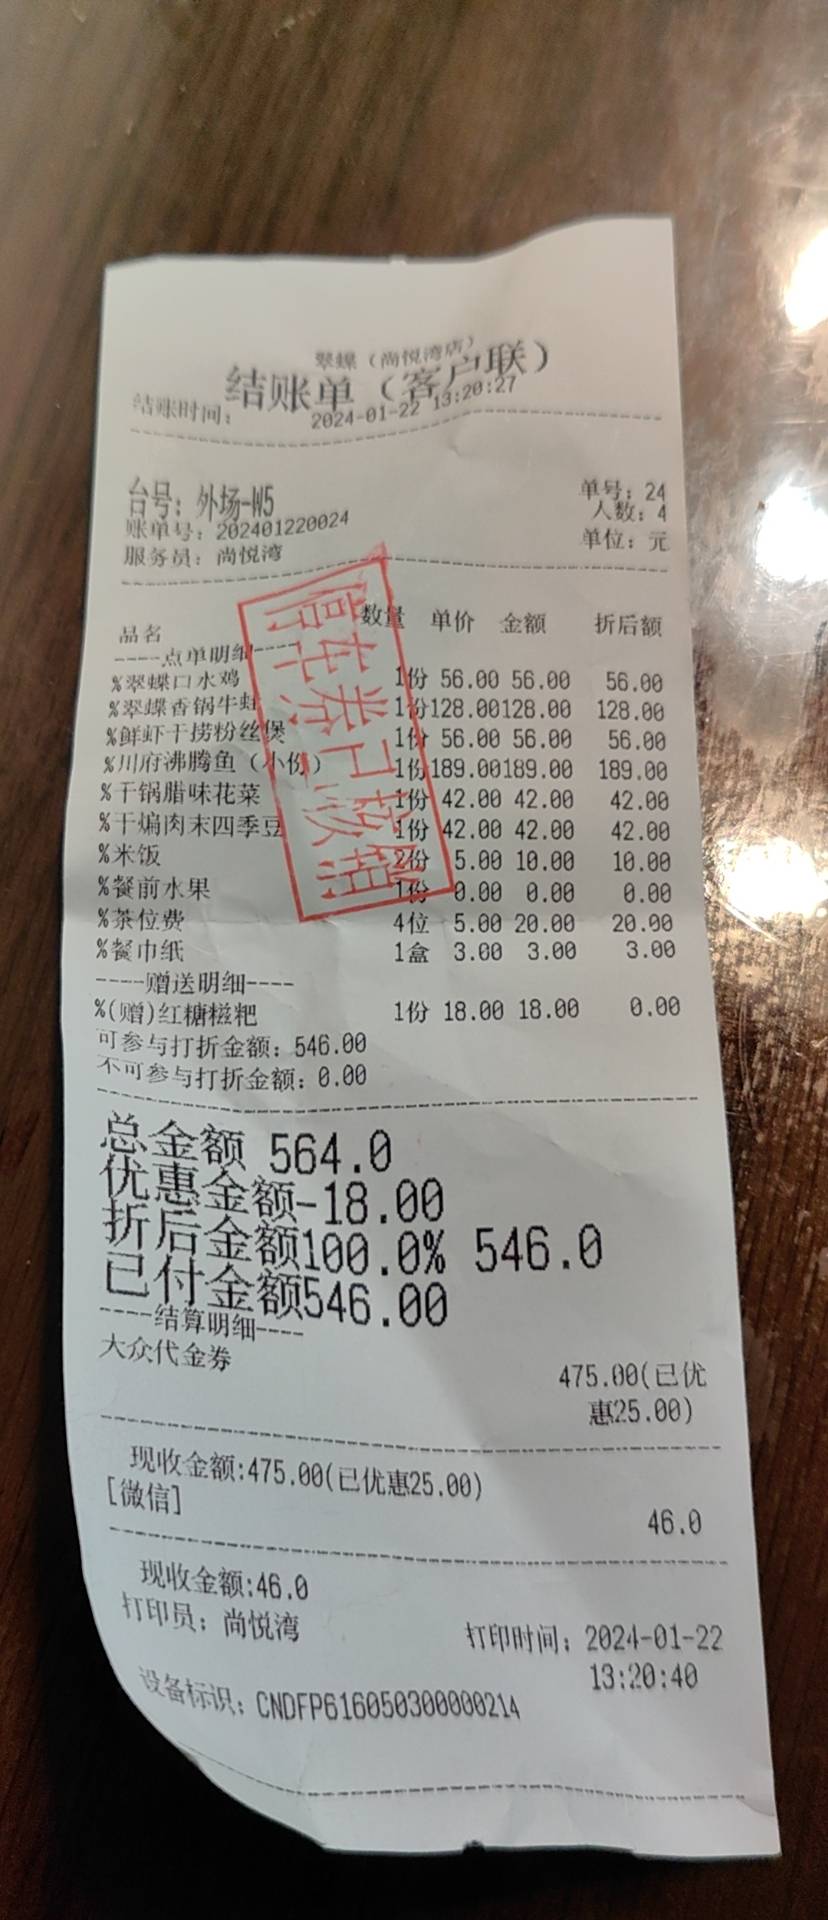 翠蝶（尚悦湾店）
结账单（客户联）
结账时间： 2024-01-22 13:20:27
台号：外场-W5 单号：24
账单号：202401220024 人数：4
服务员：尚悦湾 单位：元
品名 数量 单价 金额 折后额
----点单明细----
%翠蝶口水鸡 1份 56.00 56.00 56.00
%翠蝶香锅牛蛙 1份128.00128.00 128.00
%鲜虾干捞粉丝煲 1份 56.00 56.00 56.00
%川府沸腾鱼（小份） 1份189.00189.00 189.00
%干锅腊味花菜 1份 42.00 42.00 42.00
%干煸肉末四季豆 1份 42.00 42.00 42.00
%米饭 2份 5.00 10.00 10.00
%餐前水果 1份 0.00 0.00 0.00
%茶位费 4位 5.00 20.00 20.00
%餐巾纸 1盒 3.00 3.00 3.00
----赠送明细----
%(赠)红糖糍粑 1份 18.00 18.00 0.00
可参与打折金额：546.00
不可参与打折金额：0.00
总金额 564.0
优惠金额-18.00
折后金额100.0% 546.0
已付金额546.00
----结算明细----
大众代金券 475.00(已优
惠25.00)
现收金额:475.00(已优惠25.00)
[微信] 46.0
现收金额:46.0
打印员：尚悦湾 打印时间：2024-01-22
13:20:40
设备标识：CNDFP616050300000214
停车券已缴销